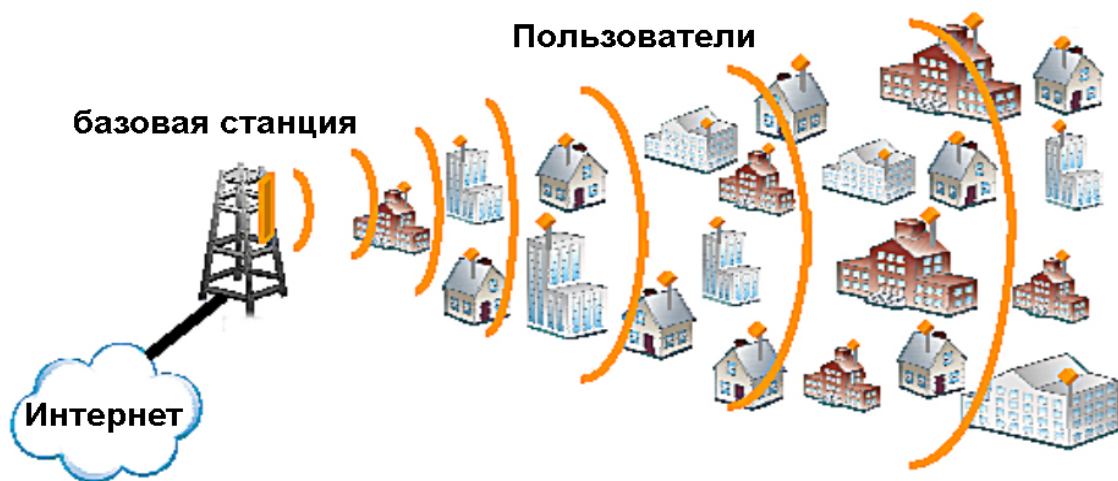 Пользователи
базовая станция
Интернет